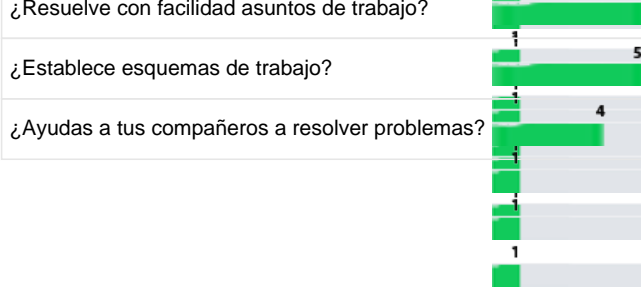 ¿Resuelve con facilidad asuntos de trabajo?
1
5
¿Establece esquemas de trabajo?
1
4
¿Ayudas a tus compañeros a resolver problemas?
1
1
1